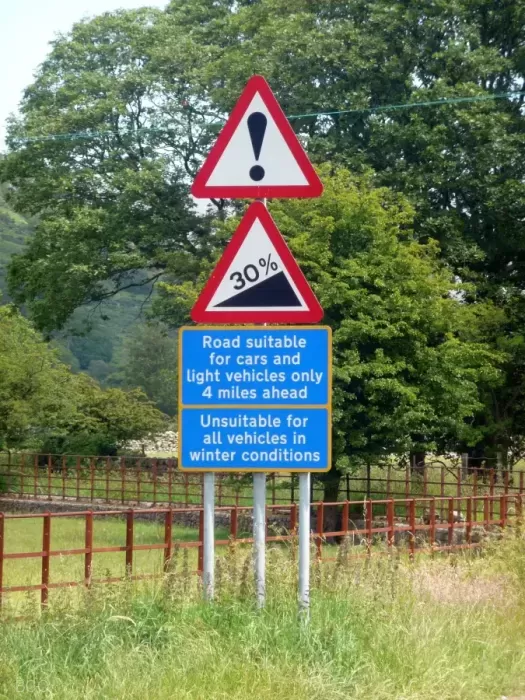 !
30%
Road suitable
for cars and
light vehicles only
4 miles ahead
Unsuitable for
all vehicles in
winter conditions